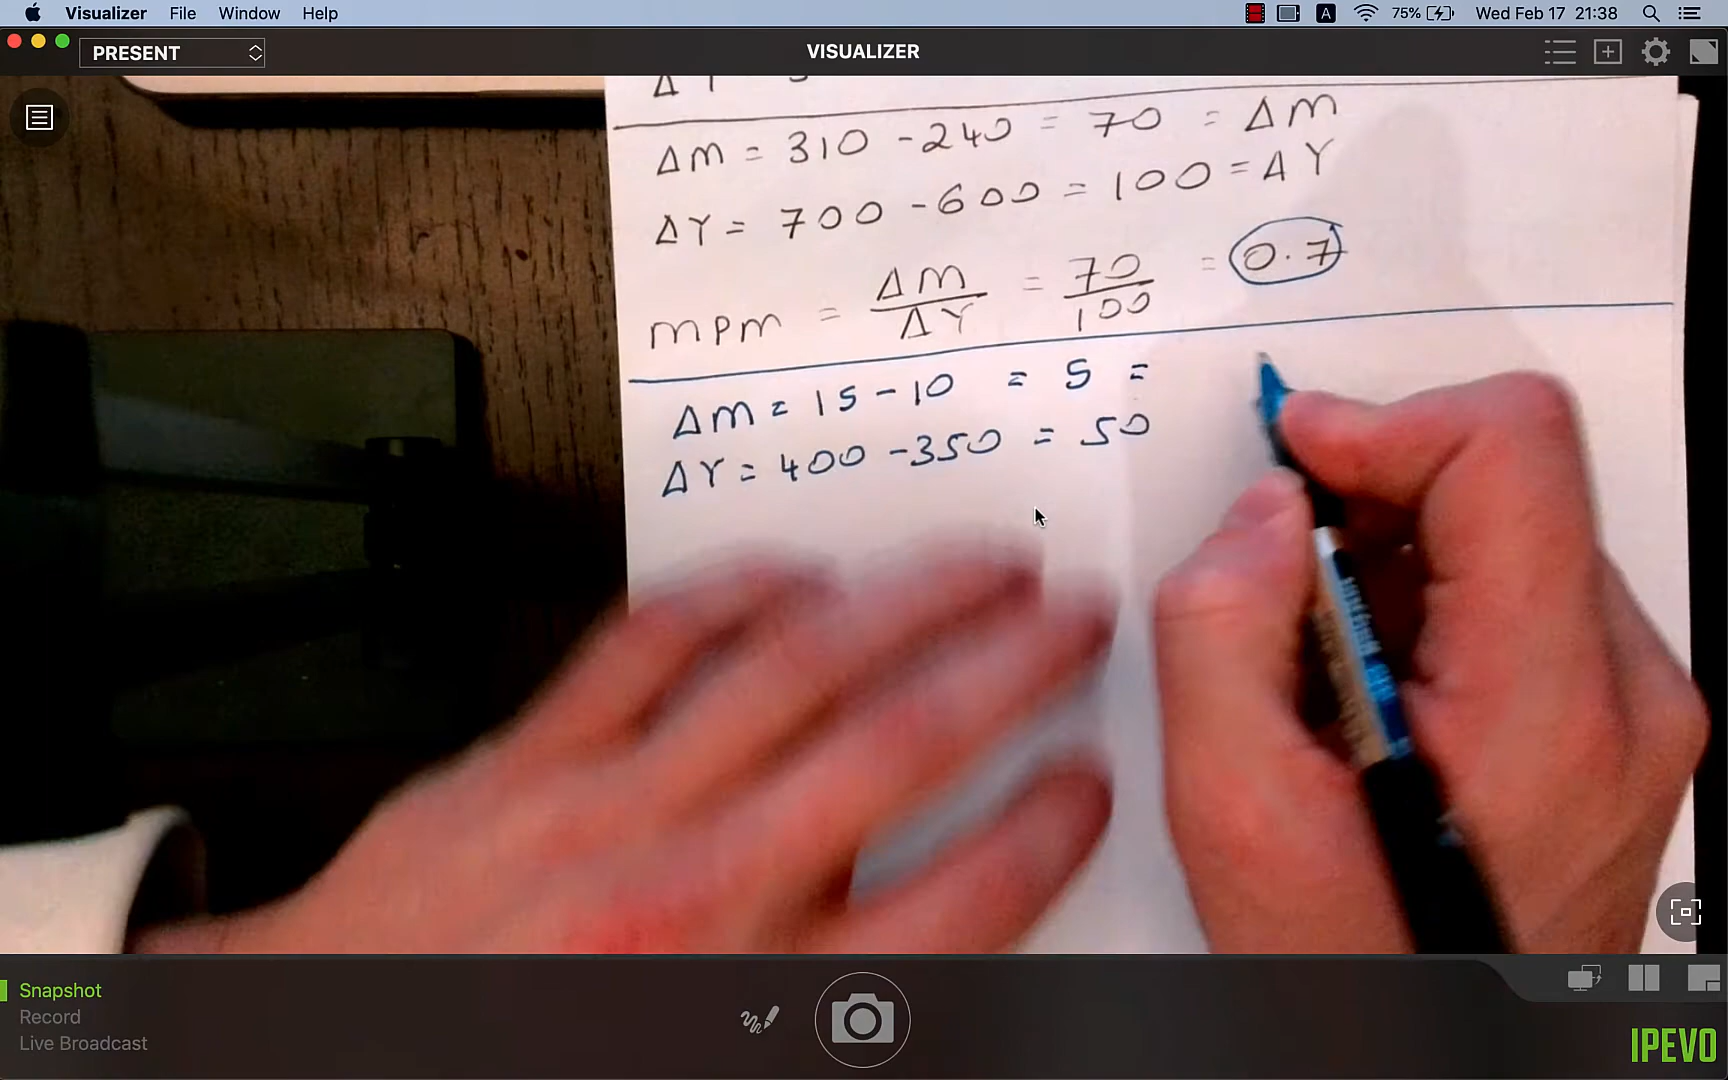 Visualizer File Window Help A 75% Wed Feb 17 21:38
PRESENT VISUALIZER
ΔM = 310 - 240 = 70 = ΔM
ΔY = 700 - 600 = 100 = ΔY
mpm = ΔM/ΔY = 70/100 = 0.7
ΔM = 15 - 10 = 5 =
ΔY = 400 - 350 = 50
Snapshot
Record
Live Broadcast
IPEVO